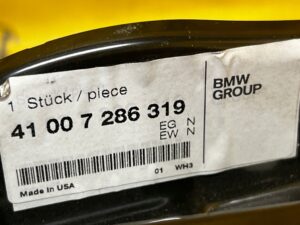 1 Stück / piece
BMW
GROUP
41 00 7 286 319
EG N
EW N
01 WH3
Made in USA